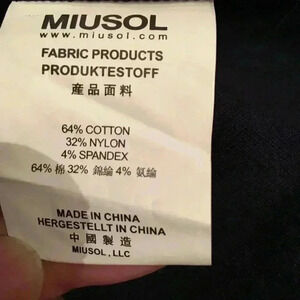 MIUSOL
www.miusol.com
FABRIC PRODUCTS
PRODUKTESTOFF
産品面料
64% COTTON
32% NYLON
4% SPANDEX
64% 棉 32% 錦綸 4% 氨綸
MADE IN CHINA
HERGESTELLT IN CHINA
中國製造
MIUSOL, LLC